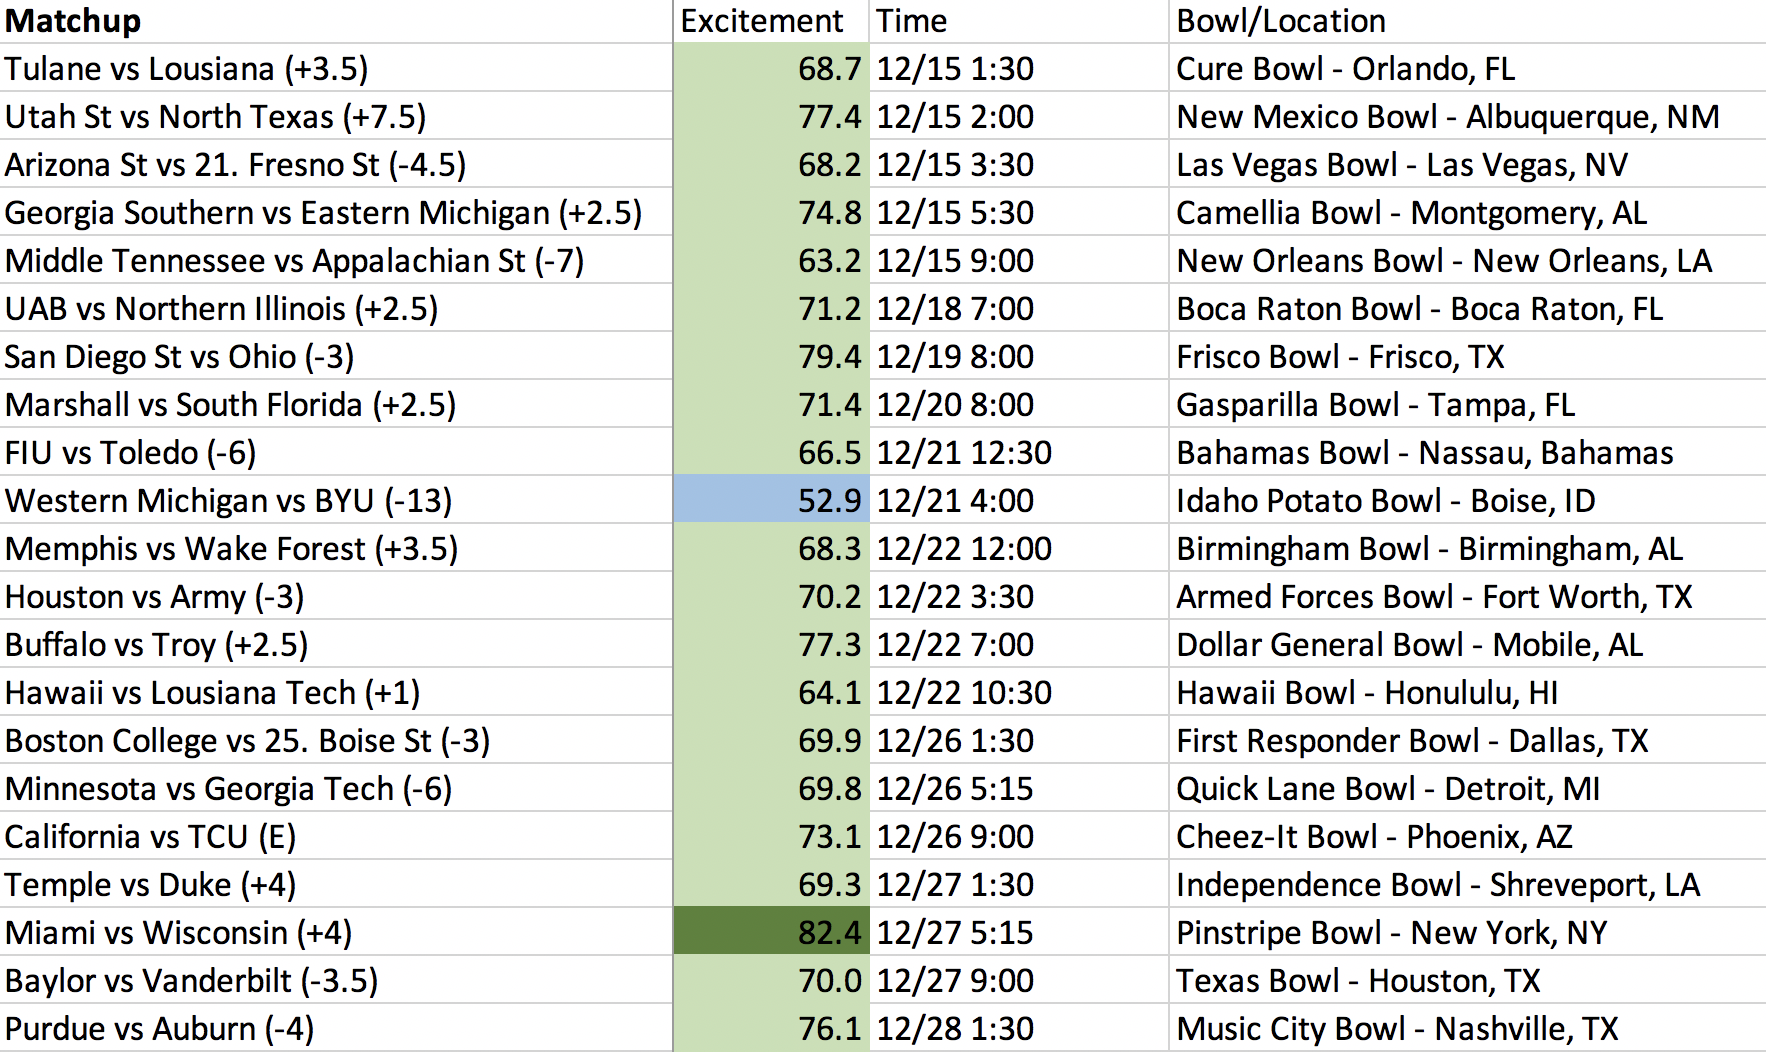 Matchup Excitement Time Bowl/Location
Tulane vs Lousiana (+3.5) 68.7 12/15 1:30 Cure Bowl - Orlando, FL
Utah St vs North Texas (+7.5) 77.4 12/15 2:00 New Mexico Bowl - Albuquerque, NM
Arizona St vs 21. Fresno St (-4.5) 68.2 12/15 3:30 Las Vegas Bowl - Las Vegas, NV
Georgia Southern vs Eastern Michigan (+2.5) 74.8 12/15 5:30 Camellia Bowl - Montgomery, AL
Middle Tennessee vs Appalachian St (-7) 63.2 12/15 9:00 New Orleans Bowl - New Orleans, LA
UAB vs Northern Illinois (+2.5) 71.2 12/18 7:00 Boca Raton Bowl - Boca Raton, FL
San Diego St vs Ohio (-3) 79.4 12/19 8:00 Frisco Bowl - Frisco, TX
Marshall vs South Florida (+2.5) 71.4 12/20 8:00 Gasparilla Bowl - Tampa, FL
FIU vs Toledo (-6) 66.5 12/21 12:30 Bahamas Bowl - Nassau, Bahamas
Western Michigan vs BYU (-13) 52.9 12/21 4:00 Idaho Potato Bowl - Boise, ID
Memphis vs Wake Forest (+3.5) 68.3 12/22 12:00 Birmingham Bowl - Birmingham, AL
Houston vs Army (-3) 70.2 12/22 3:30 Armed Forces Bowl - Fort Worth, TX
Buffalo vs Troy (+2.5) 77.3 12/22 7:00 Dollar General Bowl - Mobile, AL
Hawaii vs Lousiana Tech (+1) 64.1 12/22 10:30 Hawaii Bowl - Honululu, HI
Boston College vs 25. Boise St (-3) 69.9 12/26 1:30 First Responder Bowl - Dallas, TX
Minnesota vs Georgia Tech (-6) 69.8 12/26 5:15 Quick Lane Bowl - Detroit, MI
California vs TCU (E) 73.1 12/26 9:00 Cheez-It Bowl - Phoenix, AZ
Temple vs Duke (+4) 69.3 12/27 1:30 Independence Bowl - Shreveport, LA
Miami vs Wisconsin (+4) 82.4 12/27 5:15 Pinstripe Bowl - New York, NY
Baylor vs Vanderbilt (-3.5) 70.0 12/27 9:00 Texas Bowl - Houston, TX
Purdue vs Auburn (-4) 76.1 12/28 1:30 Music City Bowl - Nashville, TX